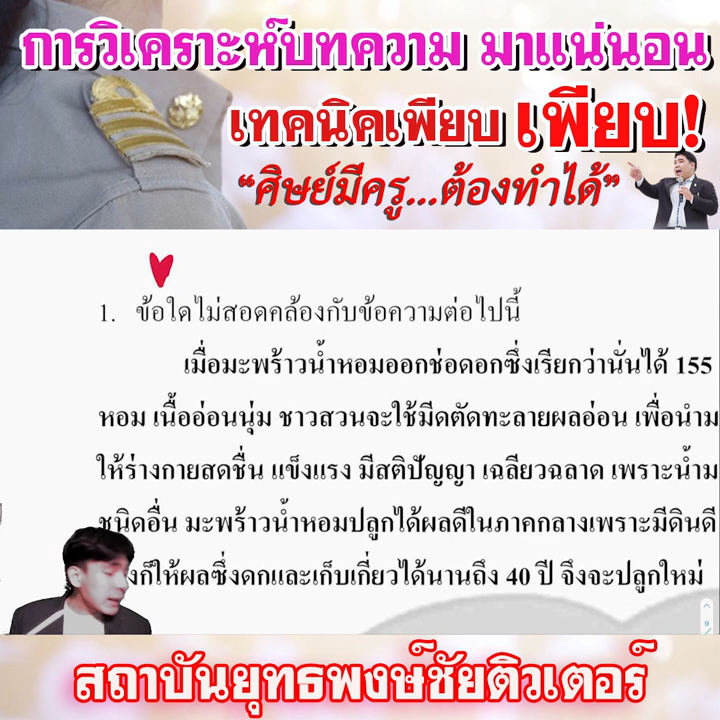 การวิเคราะห์บทความ มาแน่นอน
เทคนิคเพียบ เพียบ!
“ศิษย์มีครู...ต้องทำได้”
1. ข้อใดไม่สอดคล้องกับข้อความต่อไปนี้
เมื่อมะพร้าวน้ำหอมออกช่อดอกซึ่งเรียกว่านั่นได้ 155
หอม เนื้ออ่อนนุ่ม ชาวสวนจะใช้มีดตัดทะลายผลอ่อน เพื่อนำม
ให้ร่างกายสดชื่น แข็งแรง มีสติปัญญา เฉลียวฉลาด เพราะน้ำม
ชนิดอื่น มะพร้าวน้ำหอมปลูกได้ผลดีในภาคกลางเพราะมีดินดี
ก็ให้ผลซึ่งดกและเก็บเกี่ยวได้นานถึง 40 ปี จึงจะปลูกใหม่
สถาบันยุทธพงษ์ชัยติวเตอร์